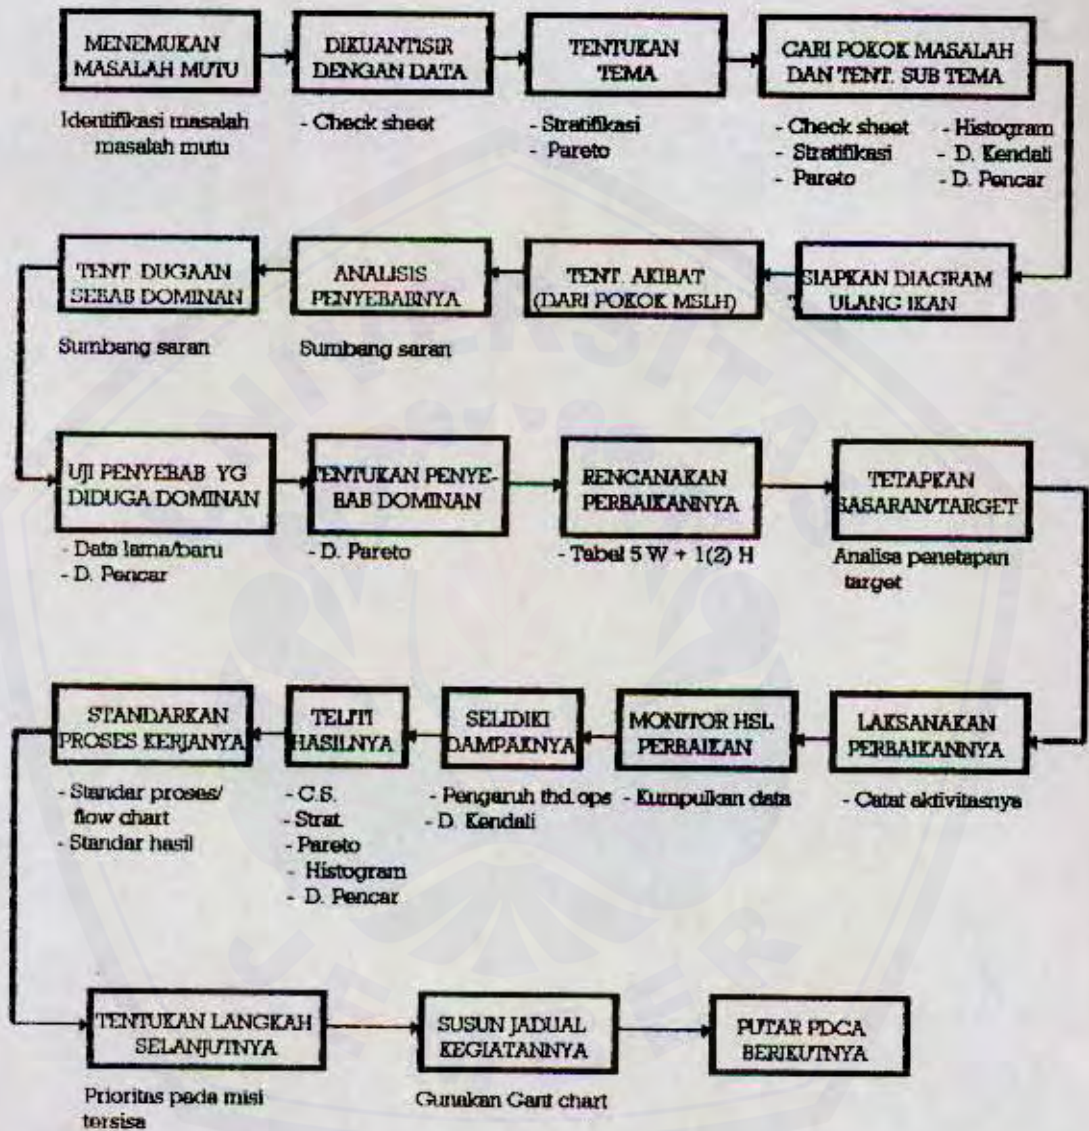 MENEMUKAN
MASALAH MUTU
Identifikasi masalah
masalah mutu
DIKUANTISIR
DENGAN DATA
- Check sheet
TENTUKAN
TEMA
- Stratifikasi
- Pareto
CARI POKOK MASALAH
DAN TENT. SUB TEMA
- Check sheet
- Stratifikasi
- Pareto
- Histogram
- D. Kendali
- D. Pencar
SIAPKAN DIAGRAM
ULANG IKAN
TENT. AKIBAT
(DARI POKOK MSLH)
ANALISIS
PENYEBABNYA
Sumbang saran
TENT. DUGAAN
SEBAB DOMINAN
Sumbang saran
UJI PENYEBAB YG
DIDUGA DOMINAN
- Data lama/baru
- D. Pencar
TENTUKAN PENYE-
BAB DOMINAN
- D. Pareto
RENCANAKAN
PERBAIKANNYA
- Tabel 5 W + 1(2) H
TETAPKAN
SASARAN/TARGET
Analisa penetapan
target
LAKSANAKAN
PERBAIKANNYA
- Catat aktivitasnya
MONITOR HSL
PERBAIKAN
- Kumpulkan data
SELIDIKI
DAMPAKNYA
- Pengaruh thd.ops
- D. Kendali
TELITI
HASILNYA
- C.S.
- Strat.
- Pareto
- Histogram
- D. Pencar
STANDARKAN
PROSES KERJANYA
- Standar proses/
flow chart
- Standar hasil
TENTUKAN LANGKAH
SELANJUTNYA
Prioritas pada misi
tersisa
SUSUN JADUAL
KEGIATANNYA
Gunakan Gant chart
PUTAR PDCA
BERIKUTNYA
UNIVERSITAS
JEMBER